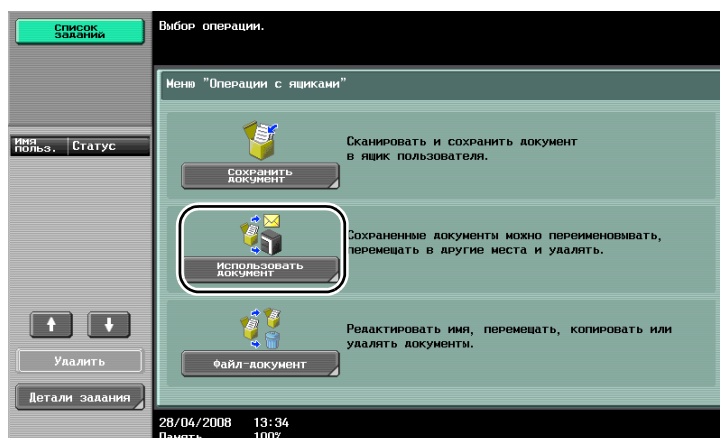 Список
заданий
Выбор операции.
Меню "Операции с ящиками"
Имя
польз.
Статус
Сканировать и сохранить документ
в ящик пользователя.
Сохранить
документ
Сохраненные документы можно переименовывать,
перемещать в другие места и удалять.
Использовать
документ
Редактировать имя, перемещать, копировать или
удалять документы.
Файл-документ
Удалить
Детали задания
28/04/2008 13:34
Память 100%